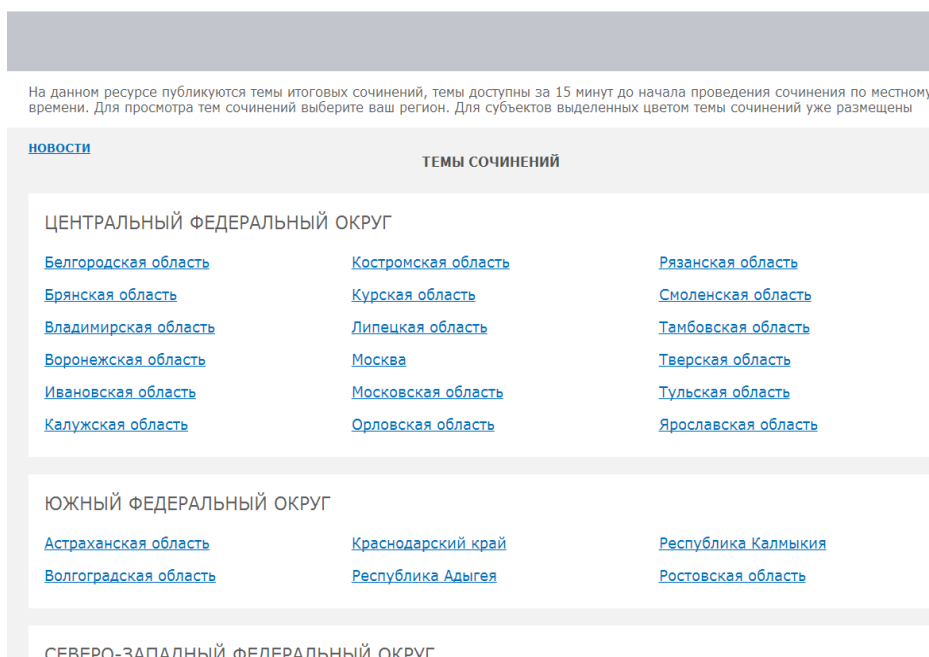 На данном ресурсе публикуются темы итоговых сочинений, темы доступны за 15 минут до начала проведения сочинения по местному
времени. Для просмотра тем сочинений выберите ваш регион. Для субъектов выделенных цветом темы сочинений уже размещены
НОВОСТИ
ТЕМЫ СОЧИНЕНИЙ
ЦЕНТРАЛЬНЫЙ ФЕДЕРАЛЬНЫЙ ОКРУГ
Белгородская область Костромская область Рязанская область
Брянская область Курская область Смоленская область
Владимирская область Липецкая область Тамбовская область
Воронежская область Москва Тверская область
Ивановская область Московская область Тульская область
Калужская область Орловская область Ярославская область
ЮЖНЫЙ ФЕДЕРАЛЬНЫЙ ОКРУГ
Астраханская область Краснодарский край Республика Калмыкия
Волгоградская область Республика Адыгея Ростовская область
СЕВЕРО-ЗАПАДНЫЙ ФЕДЕРАЛЬНЫЙ ОКРУГ